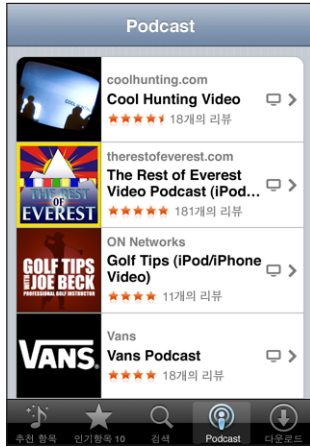 Podcast
coolhunting.com
Cool Hunting Video
18개의 리뷰
THE REST
OF
EVEREST
therestofeverest.com
The Rest of Everest
Video Podcast (iPod...
181개의 리뷰
GOLF TIPS
WITH JOE BECK
PROFESSIONAL GOLF INSTRUCTOR
ON Networks
Golf Tips (iPod/iPhone
Video)
11개의 리뷰
VANS
Vans
Vans Podcast
18개의 리뷰
추천 항목
인기항목 10
검색
Podcast
다운로드